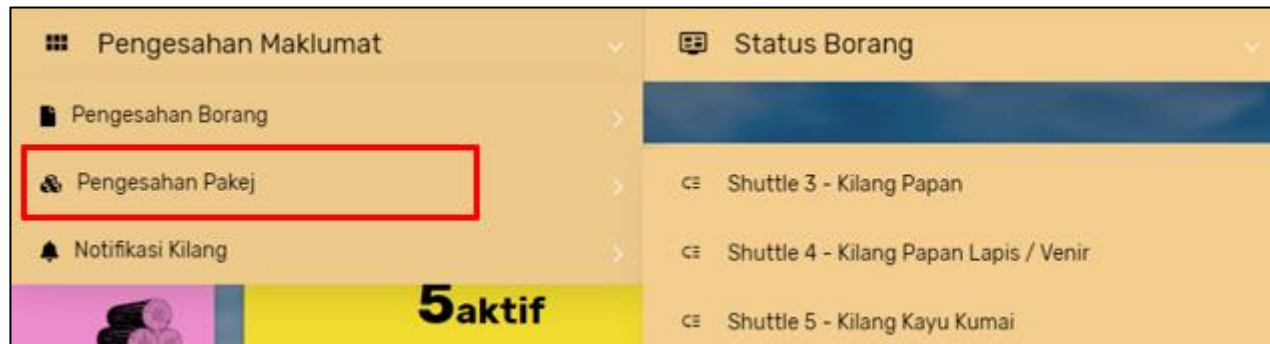 Pengesahan Maklumat
Status Borang
Pengesahan Borang
Pengesahan Pakej
Shuttle 3 - Kilang Papan
Notifikasi Kilang
Shuttle 4 - Kilang Papan Lapis / Venir
5aktif
Shuttle 5 - Kilang Kayu Kumai